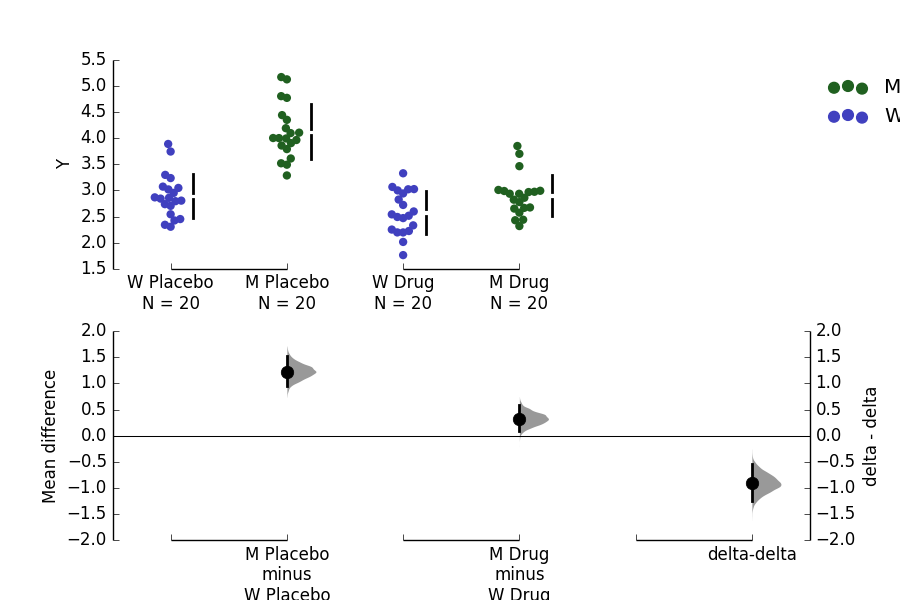 5.5
5.0
4.5
4.0
3.5
3.0
2.5
2.0
1.5
Y
M
W
W Placebo
N = 20
M Placebo
N = 20
W Drug
N = 20
M Drug
N = 20
2.0
1.5
1.0
0.5
0.0
−0.5
−1.0
−1.5
−2.0
Mean difference
2.0
1.5
1.0
0.5
0.0
−0.5
−1.0
−1.5
−2.0
delta - delta
M Placebo
minus
W Placebo
M Drug
minus
W Drug
delta-delta